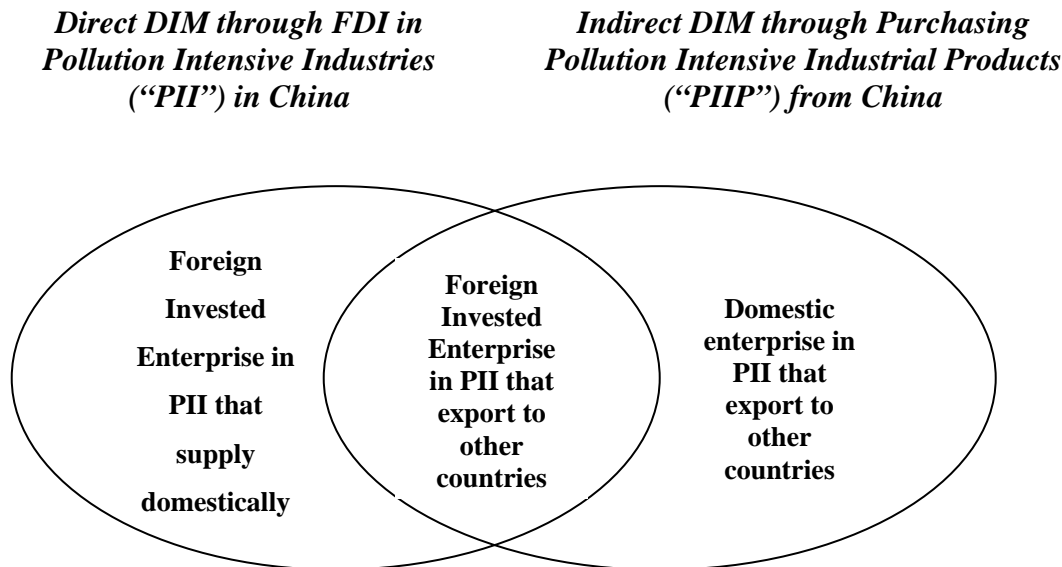 Direct DIM through FDI in
Pollution Intensive Industries
(“PII”) in China
Indirect DIM through Purchasing
Pollution Intensive Industrial Products
(“PIIP”) from China
Foreign
Invested
Enterprise in
PII that
supply
domestically
Foreign
Invested
Enterprise
in PII that
export to
other
countries
Domestic
enterprise in
PII that
export to
other
countries